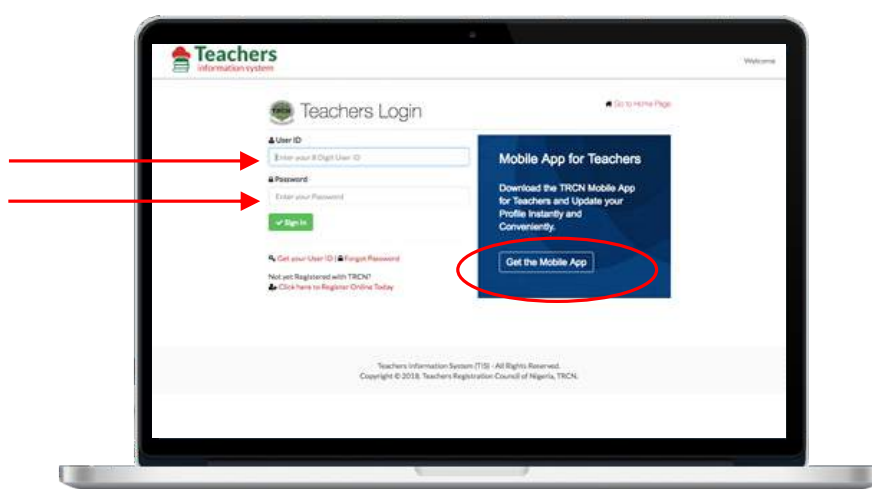 Teachers
information system
Welcome
TRCN
Teachers Login
Go to Home Page
User ID
Enter your 8 Digit User ID
Password
Enter your Password
Sign In
Get your User ID | Forgot Password
Not yet Registered with TRCN?
Click here to Register Online Today
Mobile App for Teachers
Download the TRCN Mobile App
for Teachers and Update your
Profile Instantly and
Conveniently.
Get the Mobile App
Teachers Information System (TIS) - All Rights Reserved.
Copyright © 2018. Teachers Registration Council of Nigeria, TRCN.